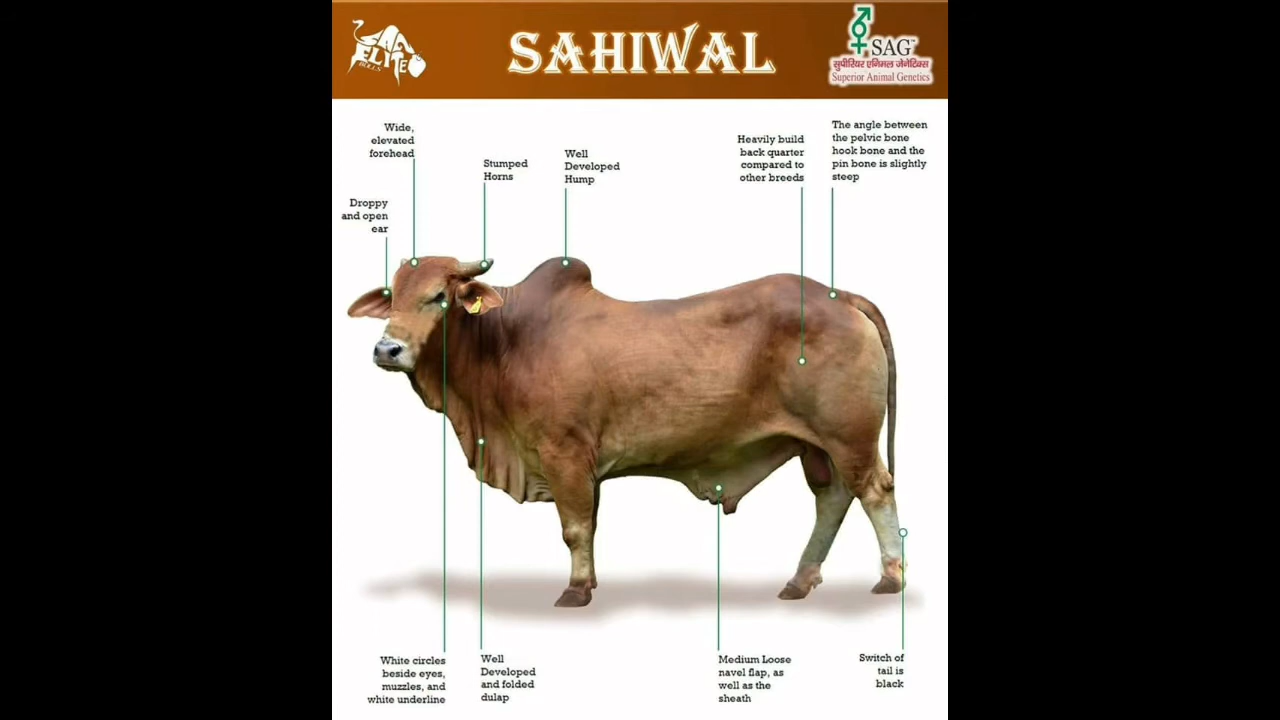 ELITE
BULLS
SAHIWAL
SAG™
सुपीरियर एनिमल जेनेटिक्स
Superior Animal Genetics
Wide,
elevated
forehead
Stumped
Horns
Well
Developed
Hump
Heavily build
back quarter
compared to
other breeds
The angle between
the pelvic bone
hook bone and the
pin bone is slightly
steep
Droppy
and open
ear
White circles
beside eyes,
muzzles, and
white underline
Well
Developed
and folded
dulap
Medium Loose
navel flap, as
well as the
sheath
Switch of
tail is
black